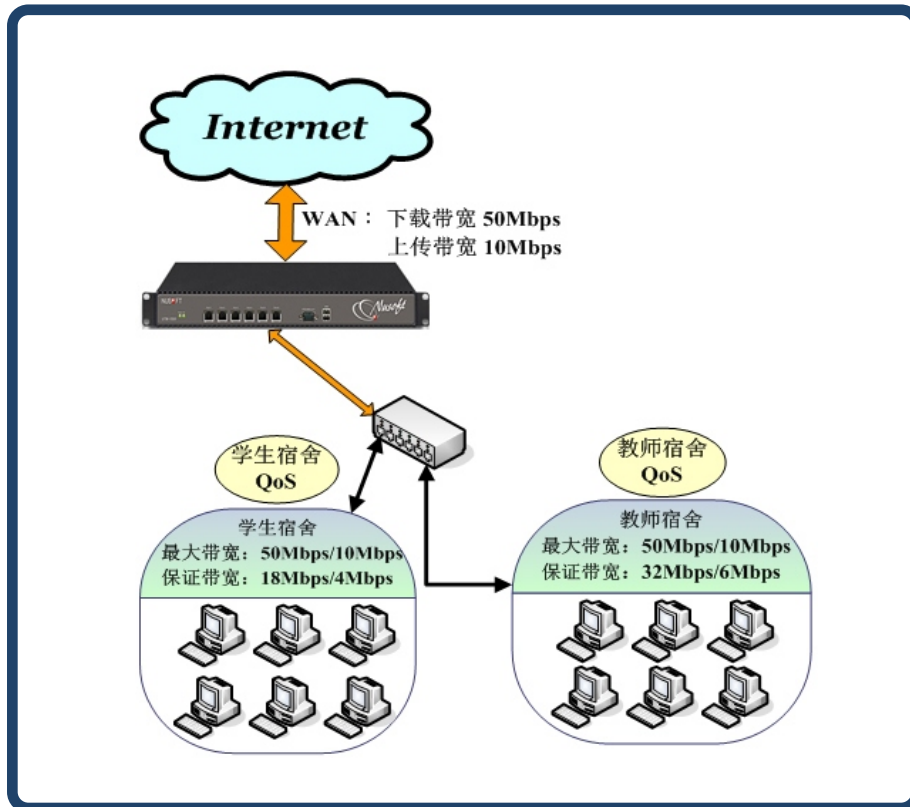 Internet
WAN： 下载带宽 50Mbps
上传带宽 10Mbps
Nusoft
学生宿舍
QoS
教师宿舍
QoS
学生宿舍
最大带宽：50Mbps/10Mbps
保证带宽：18Mbps/4Mbps
教师宿舍
最大带宽：50Mbps/10Mbps
保证带宽：32Mbps/6Mbps